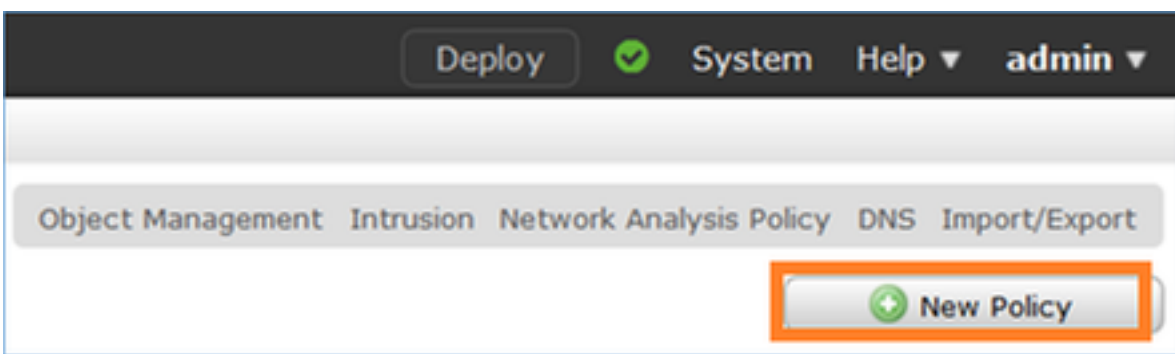 Deploy System Help admin
Object Management Intrusion Network Analysis Policy DNS Import/Export
New Policy